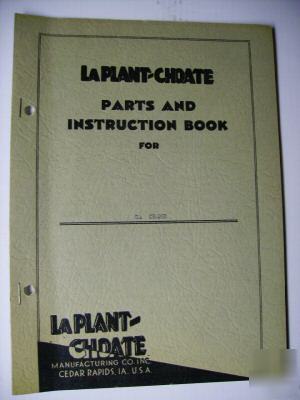 LAPLANT-CHOATE
PARTS AND
INSTRUCTION BOOK
FOR
LAPLANT-
CHOATE
MANUFACTURING CO. INC.
CEDAR RAPIDS, IA. U.S.A.